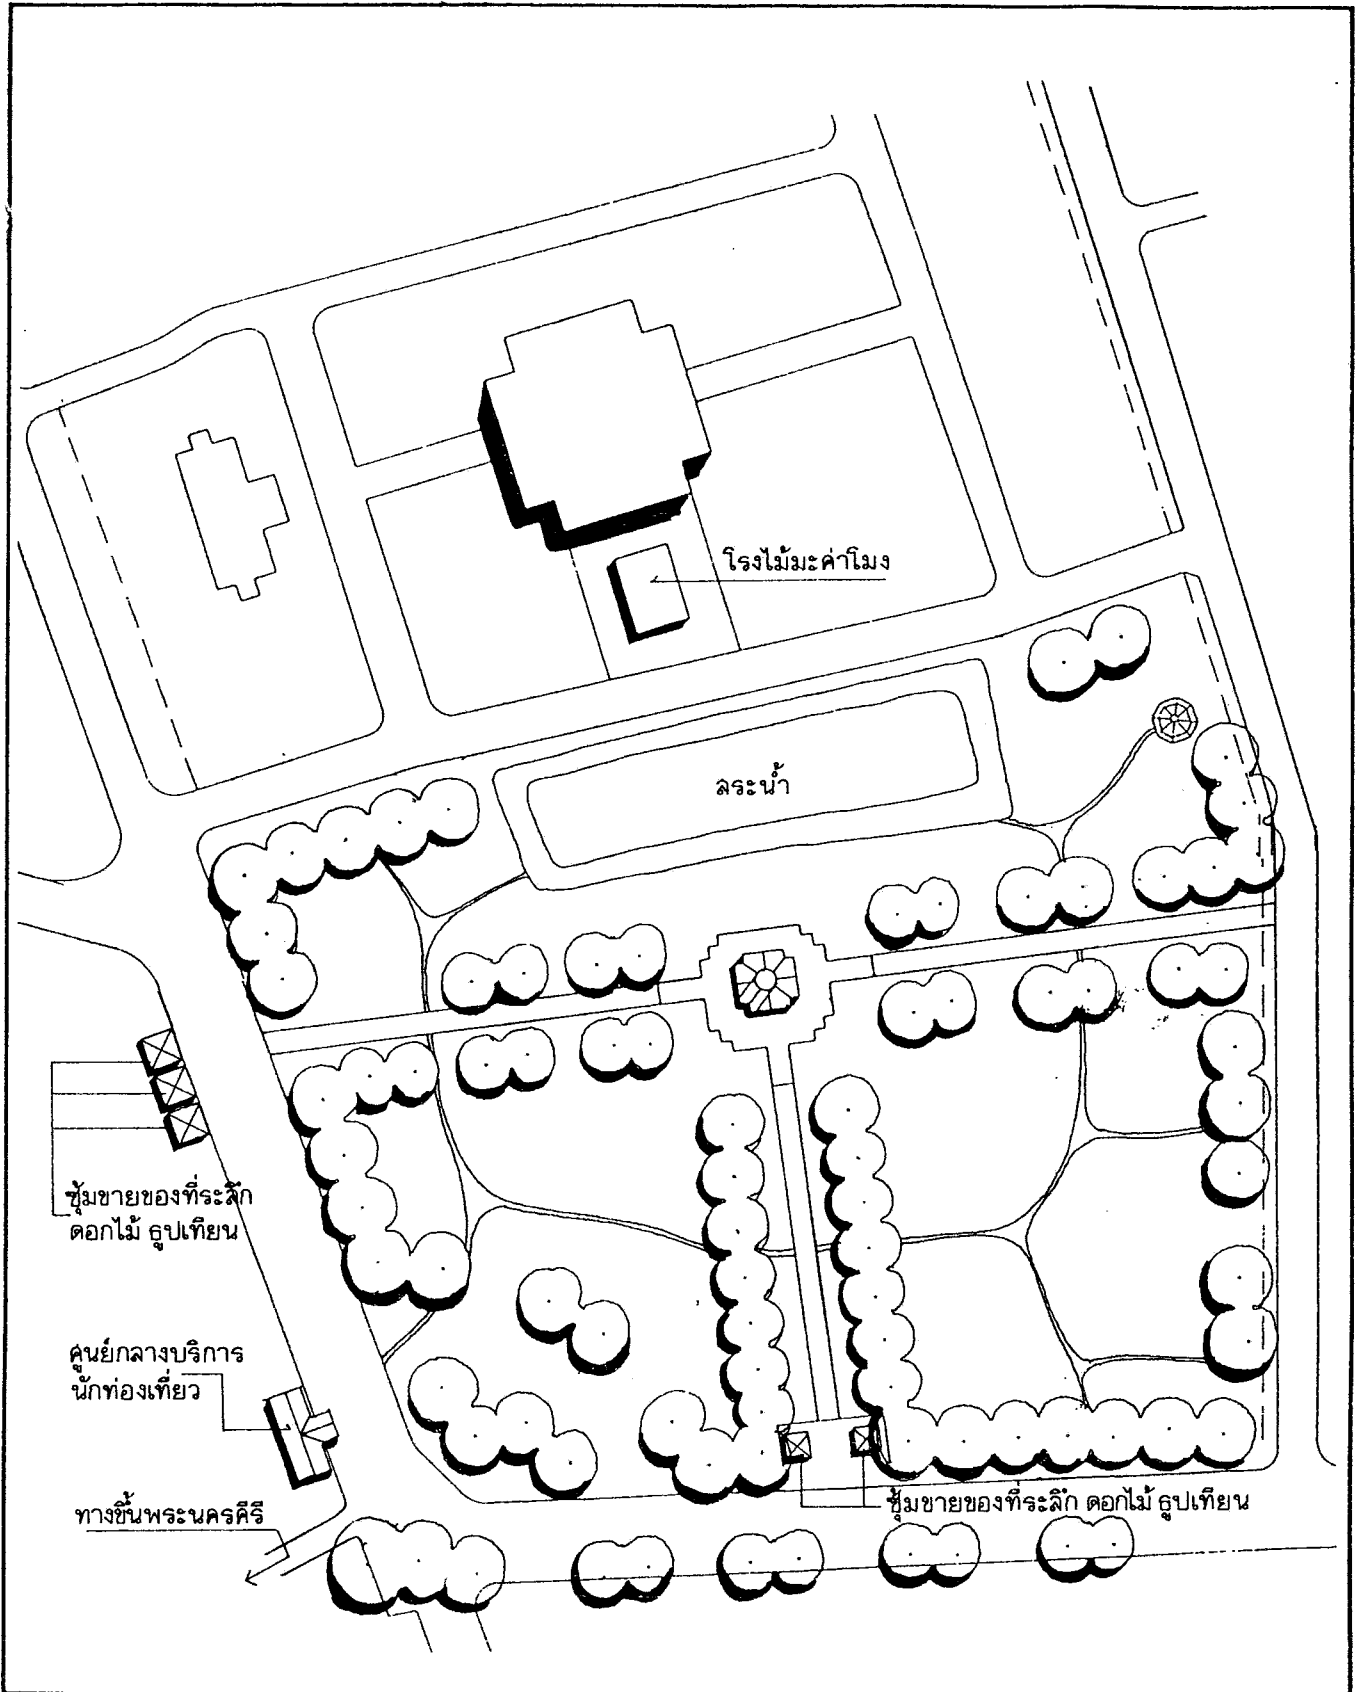 โรงไม้มะค่าโมง
สระน้ำ
ซุ้มขายของที่ระลึก
ดอกไม้ ธูปเทียน
ศูนย์กลางบริการ
นักท่องเที่ยว
ทางขึ้นพระนครคีรี
ซุ้มขายของที่ระลึก ดอกไม้ ธูปเทียน